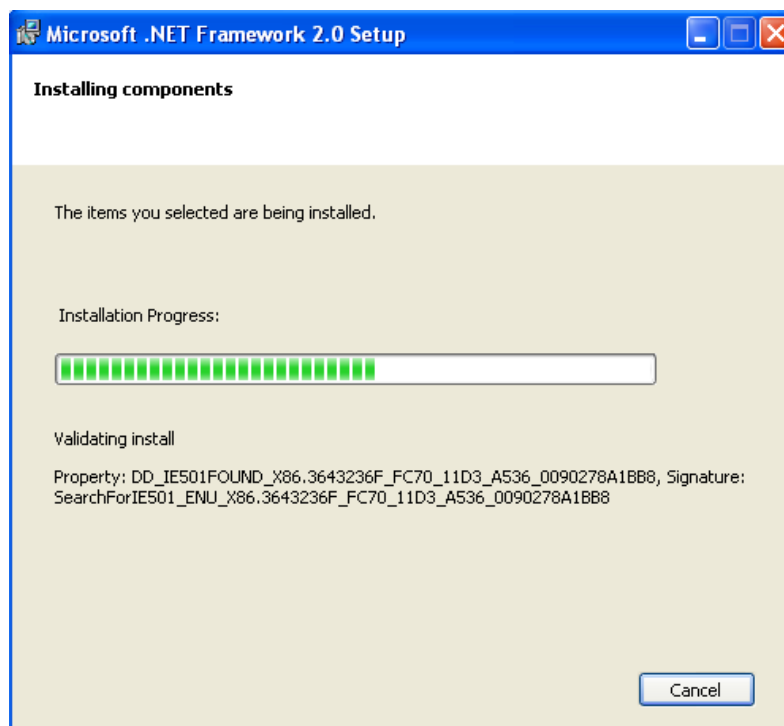 Microsoft .NET Framework 2.0 Setup
Installing components
The items you selected are being installed.
Installation Progress:
Validating install
Property: DD_IE501FOUND_X86.3643236F_FC70_11D3_A536_0090278A1BB8, Signature:
SearchForIE501_ENU_X86.3643236F_FC70_11D3_A536_0090278A1BB8
Cancel